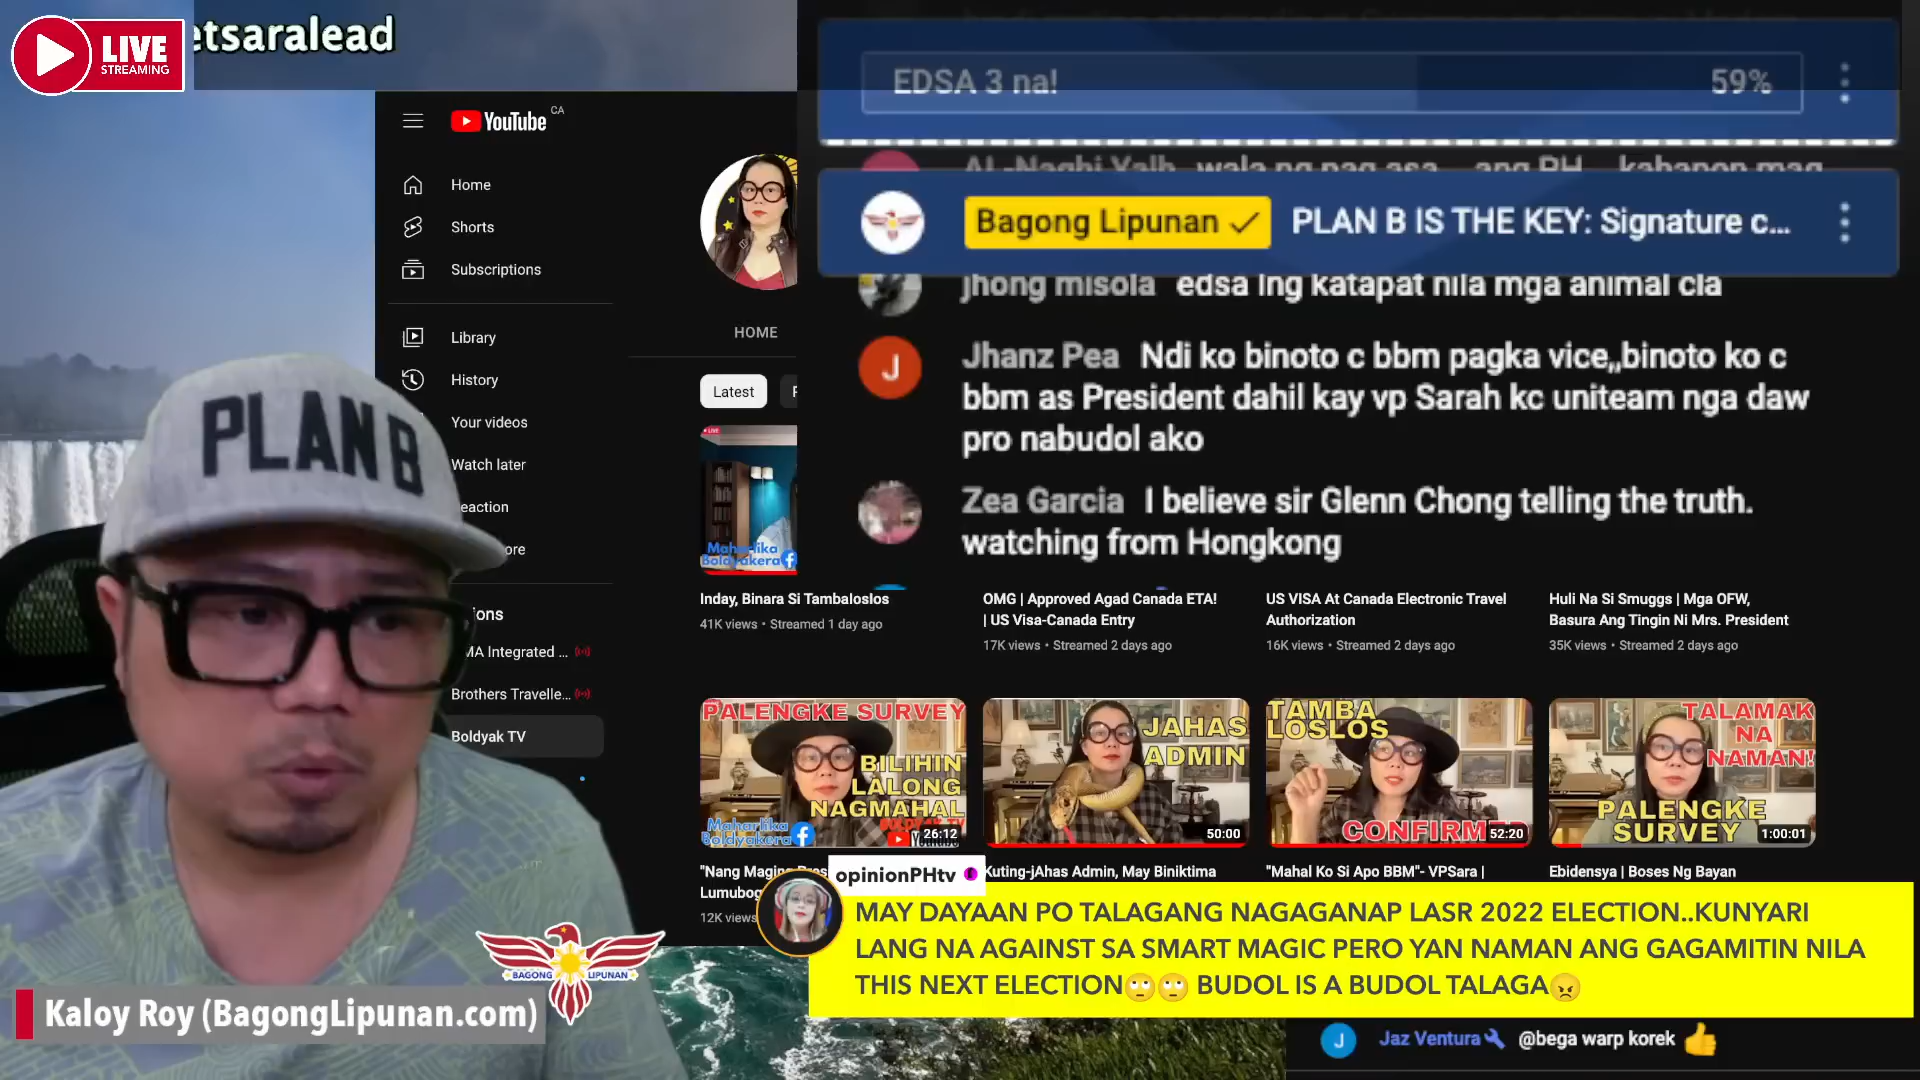 LIVE
STREAMING
etsaralead
EDSA 3 na!
59%
Bagong Lipunan
PLAN B IS THE KEY: Signature c...
jhong misola edsa lng katapat nila mga animal cla
Jhanz Pea Ndi ko binoto c bbm pagka vice,,binoto ko c
bbm as President dahil kay vp Sarah kc uniteam nga daw
pro nabudol ako
Zea Garcia I believe sir Glenn Chong telling the truth.
watching from Hongkong
YouTube
CA
Home
Shorts
Subscriptions
Library
History
Your videos
Watch later
eaction
ore
ions
MA Integrated ...
Brothers Travelle...
Boldyak TV
HOME
Latest
LIVE
Maharlika
Boldyakera
Inday, Binara Si Tambaloslos
41K views • Streamed 1 day ago
OMG | Approved Agad Canada ETA!
| US Visa-Canada Entry
17K views • Streamed 2 days ago
US VISA At Canada Electronic Travel
Authorization
16K views • Streamed 2 days ago
Huli Na Si Smuggs | Mga OFW,
Basura Ang Tingin Ni Mrs. President
35K views • Streamed 2 days ago
PALENGKE SURVEY
BILIHIN
LALONG
NAGMAHAL
Maharlika
Boldyakera
BOLDYAK TV
YouTube
26:12
JAHAS
ADMIN
50:00
TAMBA
LOSLOS
CONFIRM
52:20
TALAMAK
NA
NAMAN!
PALENGKE
SURVEY
1:00:01
"Nang Maging Pres
Lumubog
12K views
Kuting-jAhas Admin, May Biniktima
"Mahal Ko Si Apo BBM"- VPSara |
Ebidensya | Boses Ng Bayan
PLAN B
opinionPHtv
MAY DAYAAN PO TALAGANG NAGAGANAP LASR 2022 ELECTION..KUNYARI
LANG NA AGAINST SA SMART MAGIC PERO YAN NAMAN ANG GAGAMITIN NILA
THIS NEXT ELECTION🙄🙄 BUDOL IS A BUDOL TALAGA😠
BAGONG LIPUNAN
Kaloy Roy (BagongLipunan.com)
J
Jaz Ventura @bega warp korek 👍